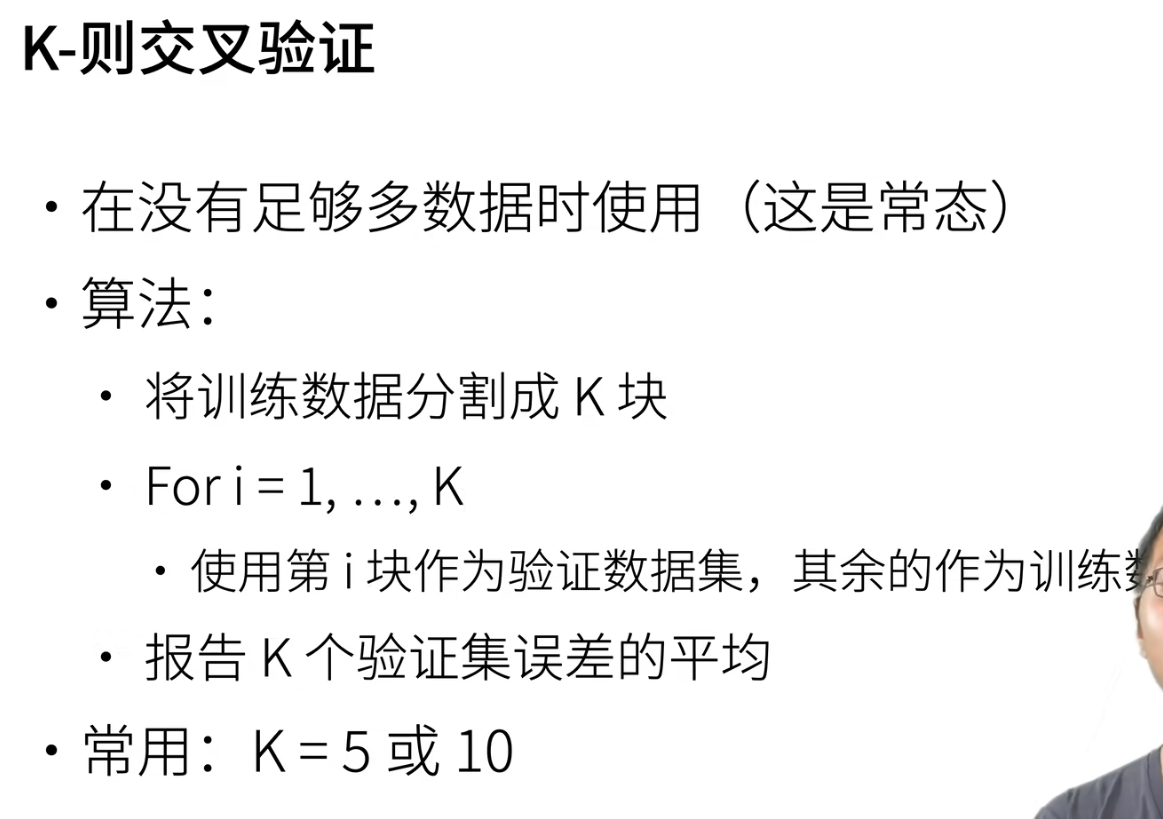 K-则交叉验证
• 在没有足够多数据时使用（这是常态）
• 算法：
• 将训练数据分割成 K 块
• For i = 1, …, K
• 使用第 i 块作为验证数据集，其余的作为训练
• 报告 K 个验证集误差的平均
• 常用：K = 5 或 10